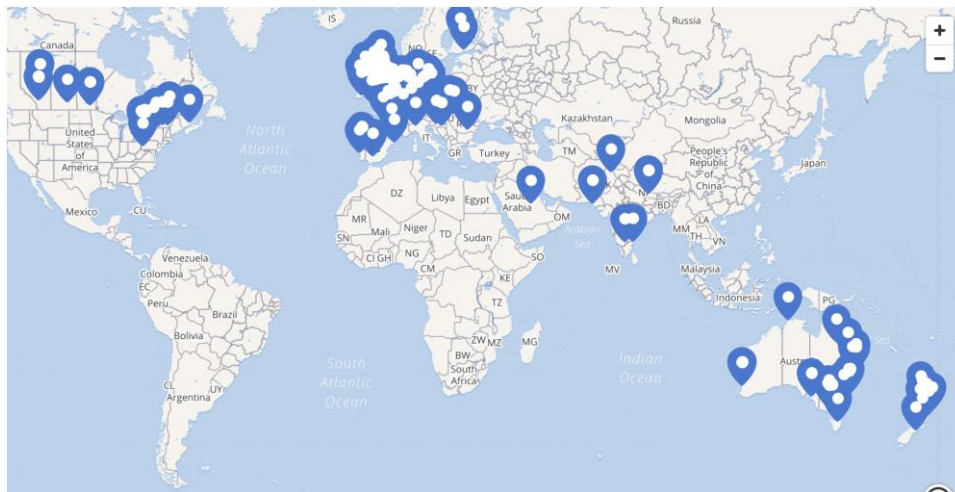 IS
Russia
+
−
Canada
NO
SE
BY
United
States
of
America
North
Atlantic
Ocean
Kazakhstan
Mongolia
IT
GR
Turkey
TM
People's
Republic
of
China
Japan
Mexico
CU
DZ
Libya
Egypt
Saudi
Arabia
OM
BD
MR
Mali
Niger
TD
Sudan
Arabian
Sea
MM
LA
TH
VN
SN
CI
GH
NG
SO
Venezuela
Colombia
CM
KE
MV
Malaysia
EC
Peru
Brazil
TZ
Indonesia
PG
Bolivia
ZW
MZ
MG
BW
South
Africa
Indian
Ocean
Sea
South
Atlantic
Ocean
CL
UY
Argentina